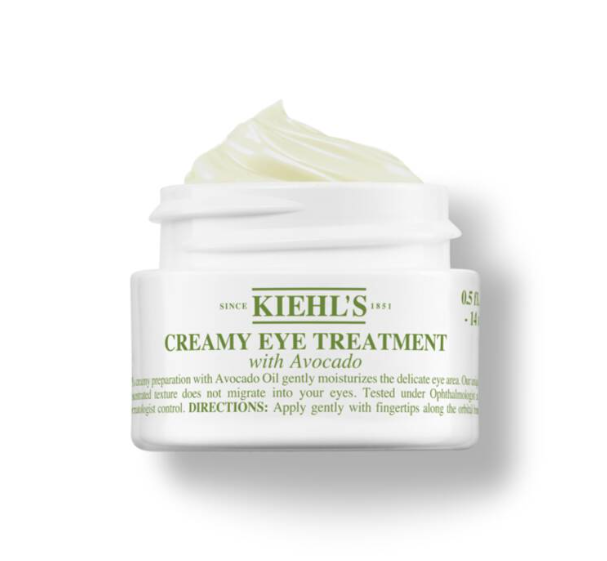 SINCE KIEHL'S 1851
CREAMY EYE TREATMENT
with Avocado
creamy preparation with Avocado Oil gently moisturizes the delicate eye area. Our
texture does not migrate into your eyes. Tested under
control. DIRECTIONS: Apply gently with fingertips along the
0.5
- 14